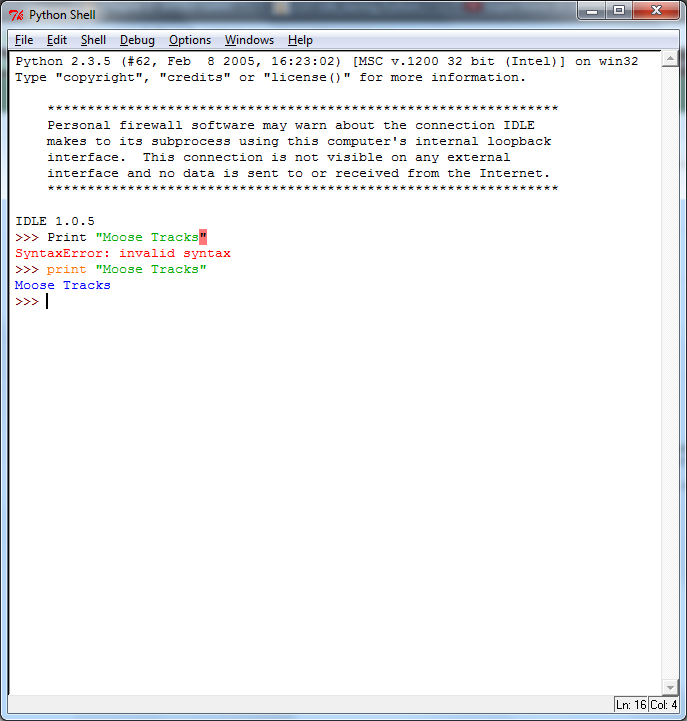 Python Shell
File Edit Shell Debug Options Windows Help
Python 2.3.5 (#62, Feb  8 2005, 16:23:02) [MSC v.1200 32 bit (Intel)] on win32
Type "copyright", "credits" or "license()" for more information.
****************************************************************
Personal firewall software may warn about the connection IDLE
makes to its subprocess using this computer's internal loopback
interface.  This connection is not visible on any external
interface and no data is sent to or received from the Internet.
****************************************************************
IDLE 1.0.5
>>> Print "Moose Tracks"
SyntaxError: invalid syntax
>>> print "Moose Tracks"
Moose Tracks
>>>
Ln: 16 Col: 4